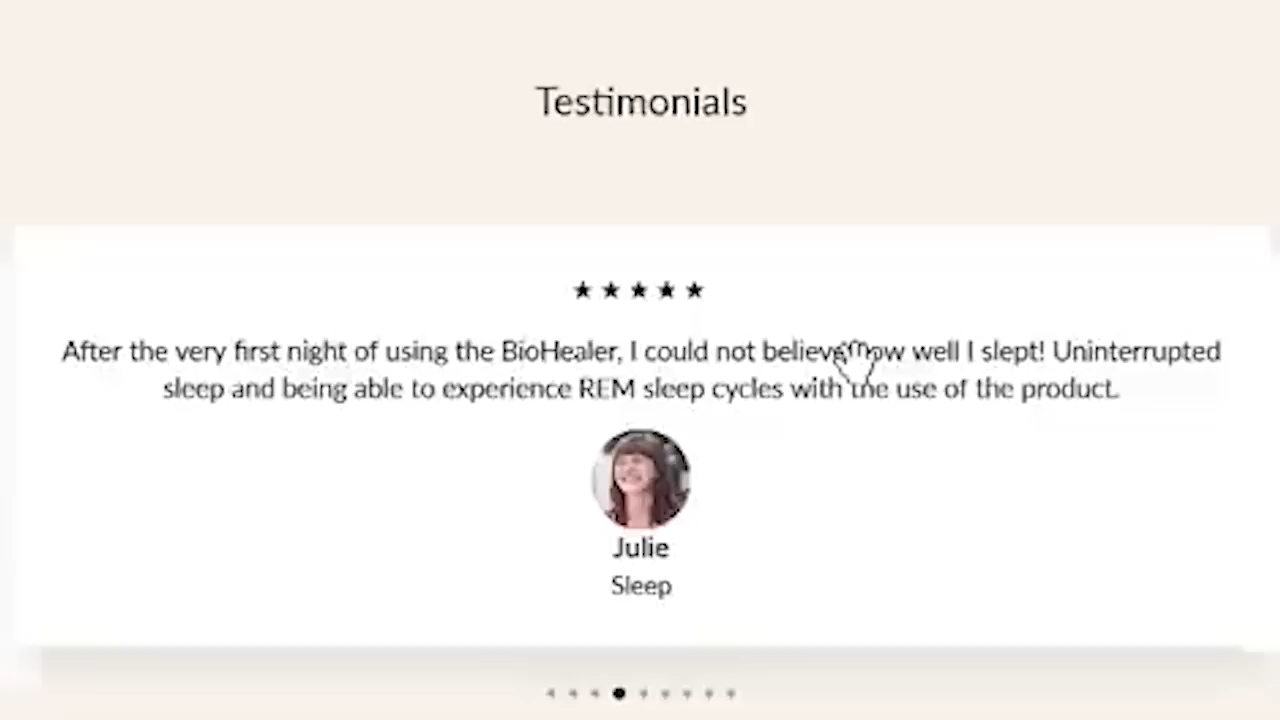 Testimonials
★★★★★
After the very first night of using the BioHealer, I could not believe how well I slept! Uninterrupted
sleep and being able to experience REM sleep cycles with the use of the product.
Julie
Sleep